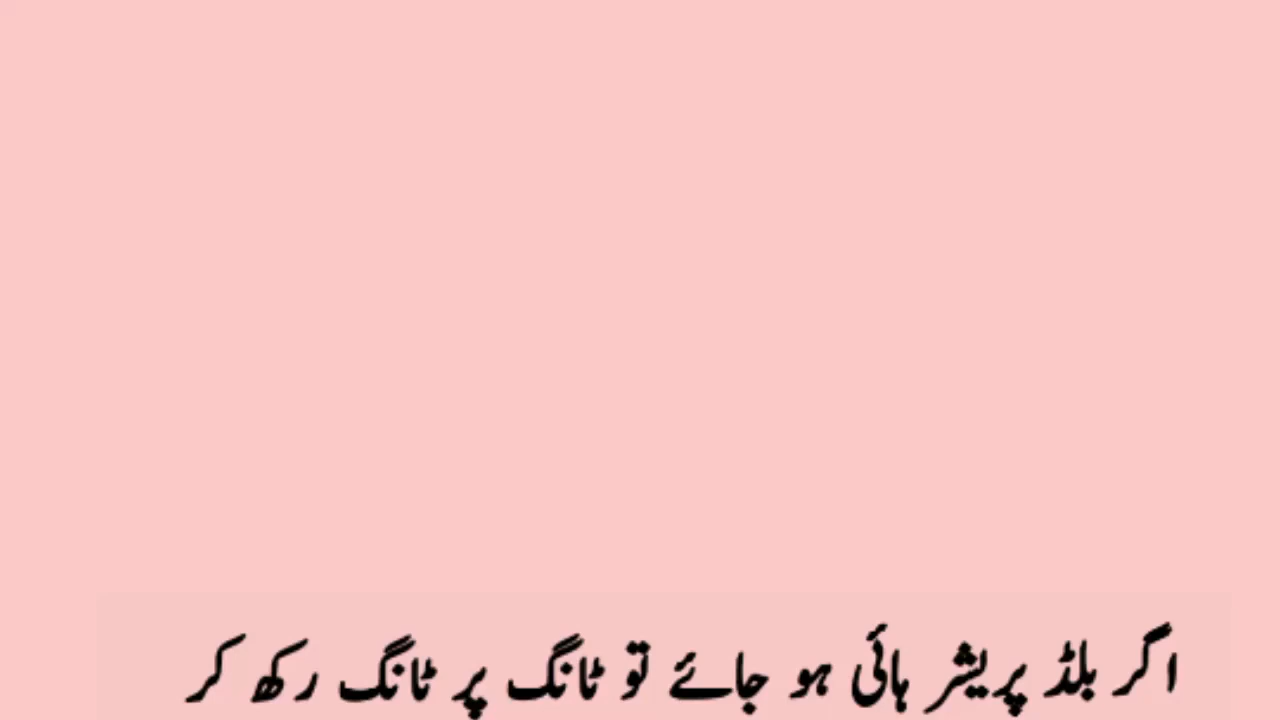 اگر بلڈ پریشر ہائی ہو جائے تو ٹانگ پر ٹانگ رکھ کر